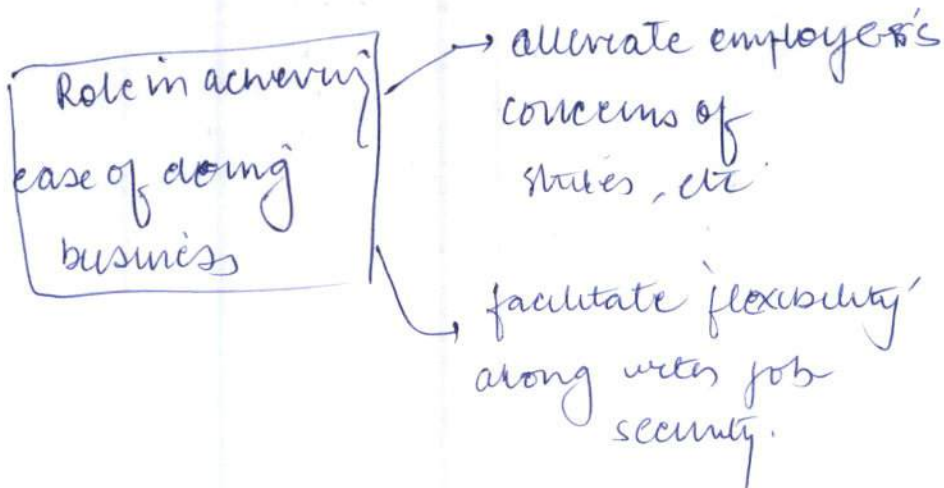 Role in achieving
ease of doing
business
alleviate employer's
concerns of
strikes, etc
facilitate 'flexibility'
along with job
security.